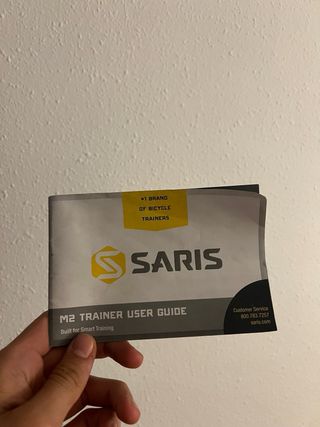 #1 BRAND
OF BICYCLE
TRAINERS
SARIS
M2 TRAINER USER GUIDE
Built for Smart Training
Customer Service
800.783.7257
saris.com